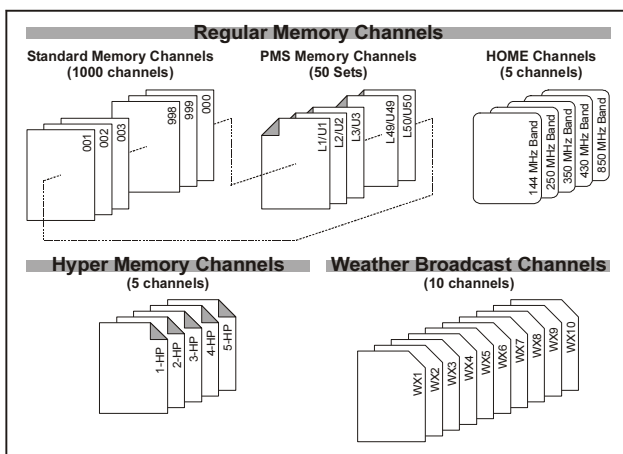 Regular Memory Channels
Standard Memory Channels
(1000 channels)
PMS Memory Channels
(50 Sets)
HOME Channels
(5 channels)
001
002
003
998
999
000
L1/U1
L2/U2
L3/U3
L49/U49
L50/U50
144 MHz Band
250 MHz Band
350 MHz Band
430 MHz Band
850 MHz Band
Hyper Memory Channels
(5 channels)
1-HP
2-HP
3-HP
4-HP
5-HP
Weather Broadcast Channels
(10 channels)
WX1
WX2
WX3
WX4
WX5
WX6
WX7
WX8
WX9
WX10